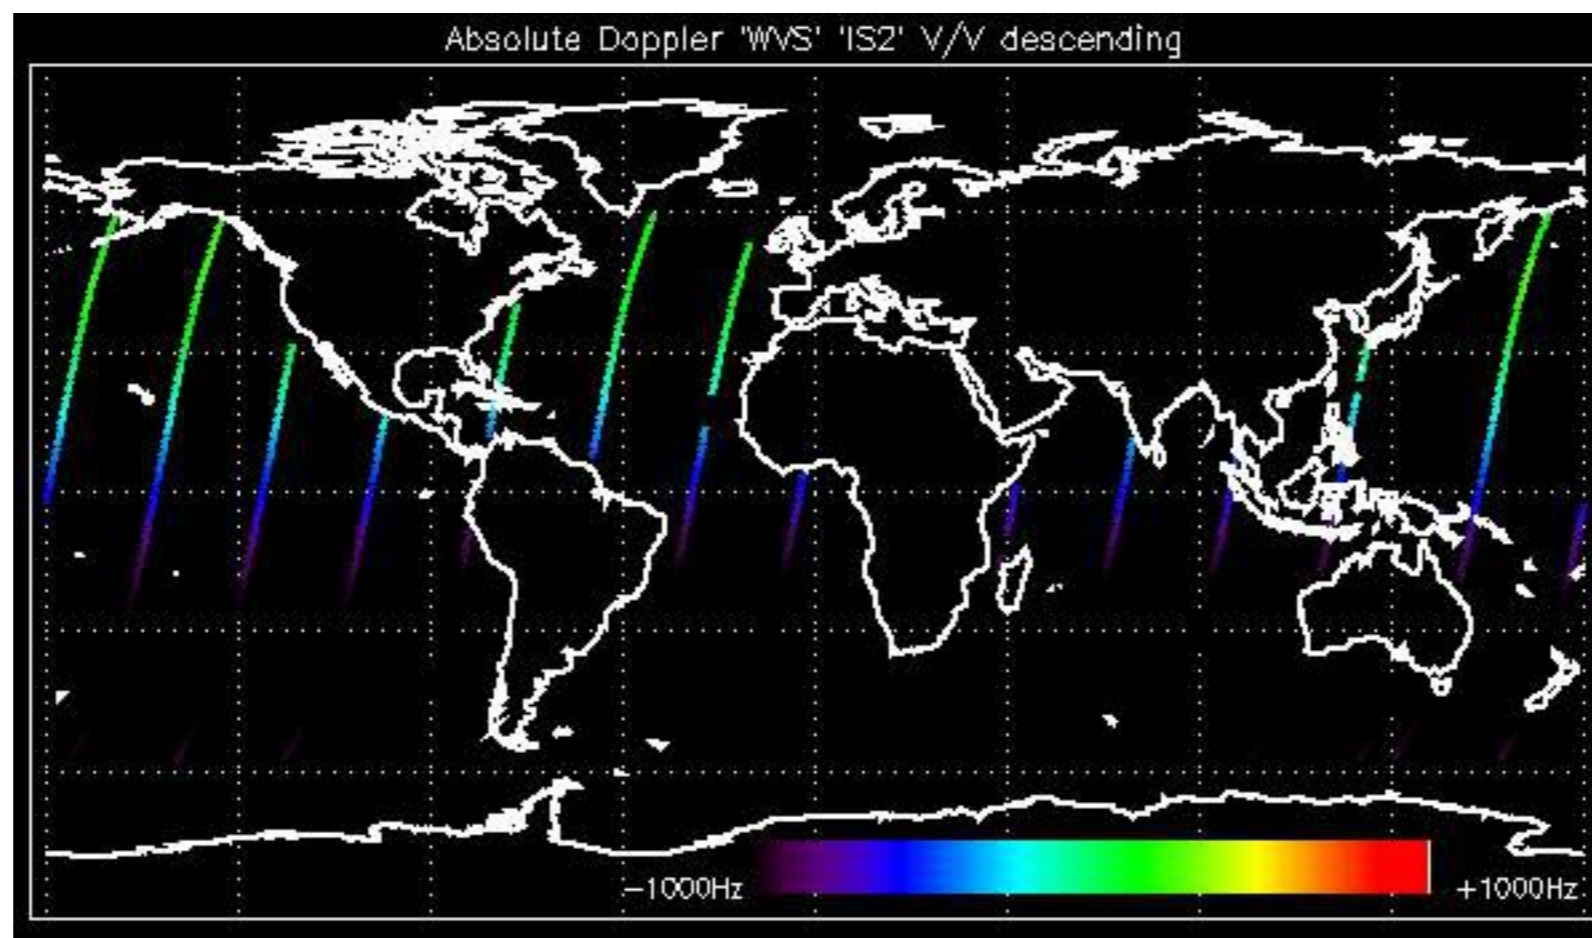 Absolute Doppler 'WVS' 'IS2' V/V descending
−1000Hz
+1000Hz